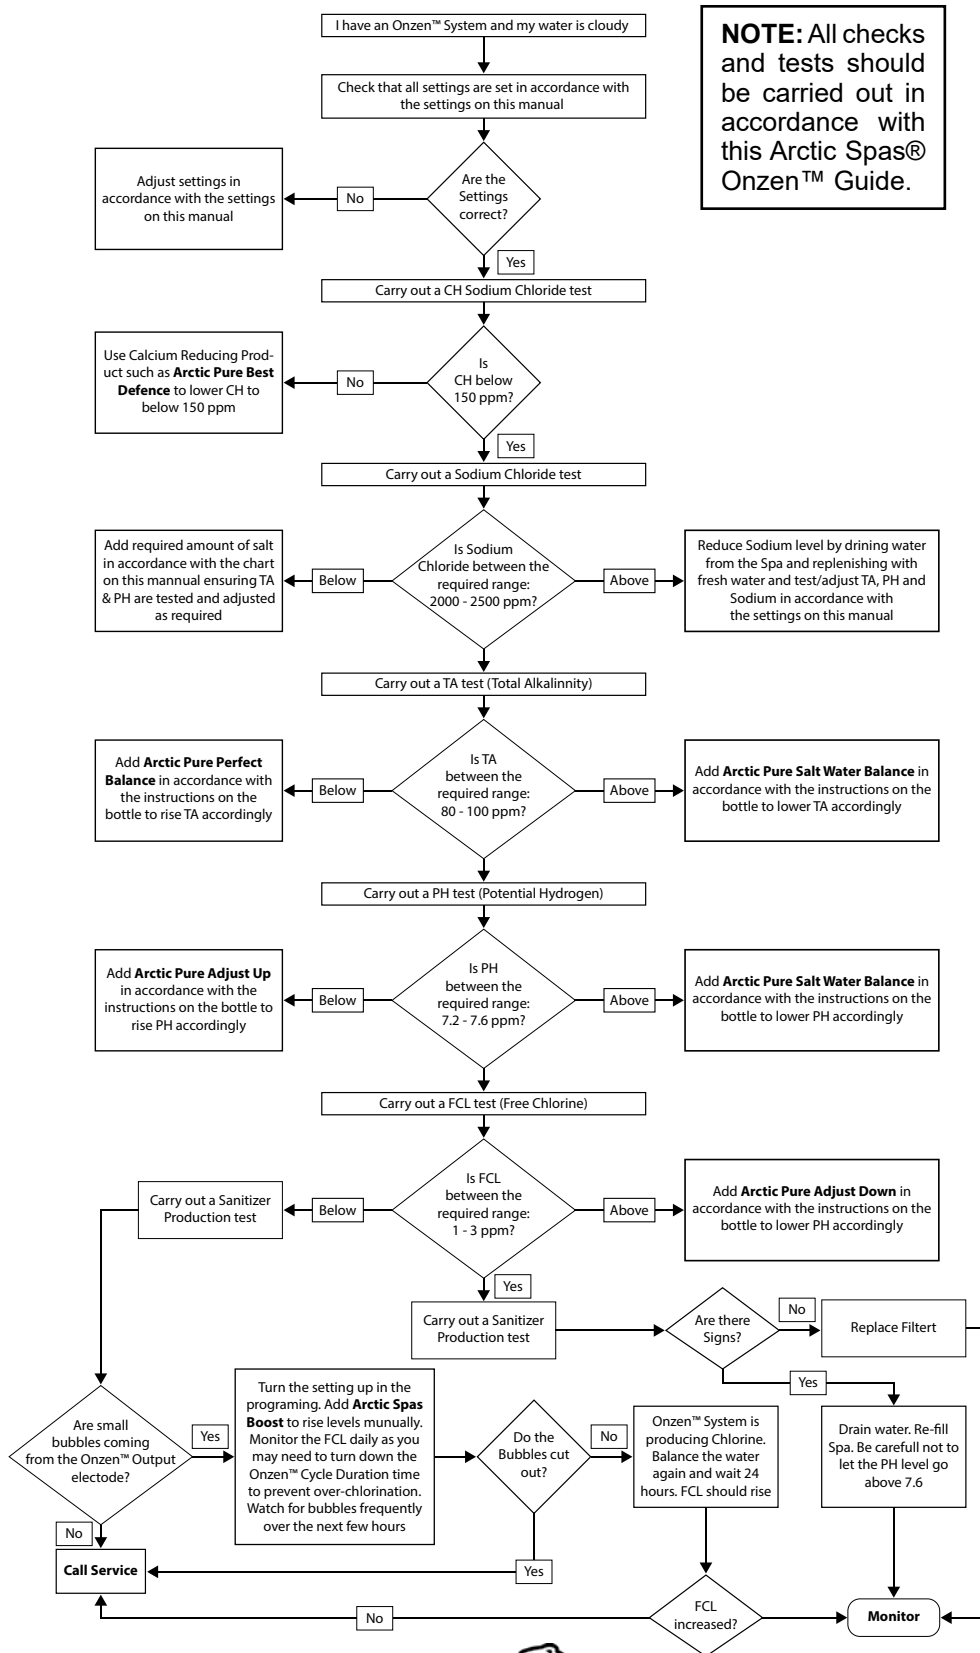 I have an Onzen™ System and my water is cloudy
NOTE: All checks
and tests should
be carried out in
accordance with
this Arctic Spas®
Onzen™ Guide.
Check that all settings are set in accordance with
the settings on this manual
Are the
Settings
correct?
No
Adjust settings in
accordance with the settings
on this manual
Yes
Carry out a CH Sodium Chloride test
Is
CH below
150 ppm?
No
Use Calcium Reducing Prod-
uct such as Arctic Pure Best
Defence to lower CH to
below 150 ppm
Yes
Carry out a Sodium Chloride test
Is Sodium
Chloride between the
required range:
2000 - 2500 ppm?
Below
Add required amount of salt
in accordance with the chart
on this mannual ensuring TA
& PH are tested and adjusted
as required
Above
Reduce Sodium level by drining water
from the Spa and replenishing with
fresh water and test/adjust TA, PH and
Sodium in accordance with
the settings on this manual
Carry out a TA test (Total Alkalinnity)
Is TA
between the
required range:
80 - 100 ppm?
Below
Add Arctic Pure Perfect
Balance in accordance with
the instructions on the
bottle to rise TA accordingly
Above
Add Arctic Pure Salt Water Balance in
accordance with the instructions on the
bottle to lower TA accordingly
Carry out a PH test (Potential Hydrogen)
Is PH
between the
required range:
7.2 - 7.6 ppm?
Below
Add Arctic Pure Adjust Up
in accordance with the
instructions on the bottle to
rise PH accordingly
Above
Add Arctic Pure Salt Water Balance in
accordance with the instructions on the
bottle to lower PH accordingly
Carry out a FCL test (Free Chlorine)
Is FCL
between the
required range:
1 - 3 ppm?
Below
Carry out a Sanitizer
Production test
Above
Add Arctic Pure Adjust Down in
accordance with the instructions on the
bottle to lower PH accordingly
Yes
Carry out a Sanitizer
Production test
Are there
Signs?
No
Replace Filtert
Yes
Drain water. Re-fill
Spa. Be carefull not to
let the PH level go
above 7.6
Are small
bubbles coming
from the Onzen™ Output
electode?
Yes
Turn the setting up in the
programing. Add Arctic Spas
Boost to rise levels munually.
Monitor the FCL daily as you
may need to turn down the
Onzen™ Cycle Duration time
to prevent over-chlorination.
Watch for bubbles frequently
over the next few hours
Do the
Bubbles cut
out?
No
Onzen™ System is
producing Chlorine.
Balance the water
again and wait 24
hours. FCL should rise
No
Call Service
Yes
FCL
increased?
No
Monitor